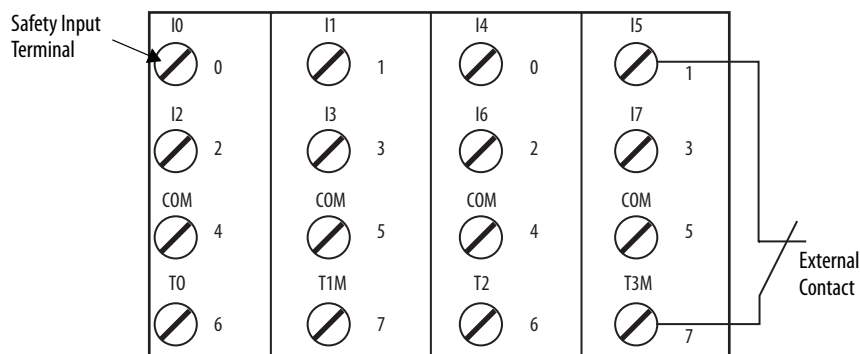 Safety Input
Terminal
I0 I1 I4 I5
0 1 0 1
I2 I3 I6 I7
2 3 2 3
COM COM COM COM
4 5 4 5
T0 T1M T2 T3M
6 7 6 7
External
Contact